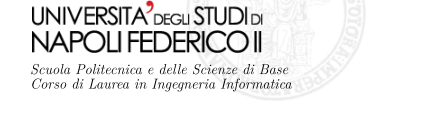 UNIVERSITA' DEGLI STUDI DI
NAPOLI FEDERICO II
Scuola Politecnica e delle Scienze di Base
Corso di Laurea in Ingegneria Informatica